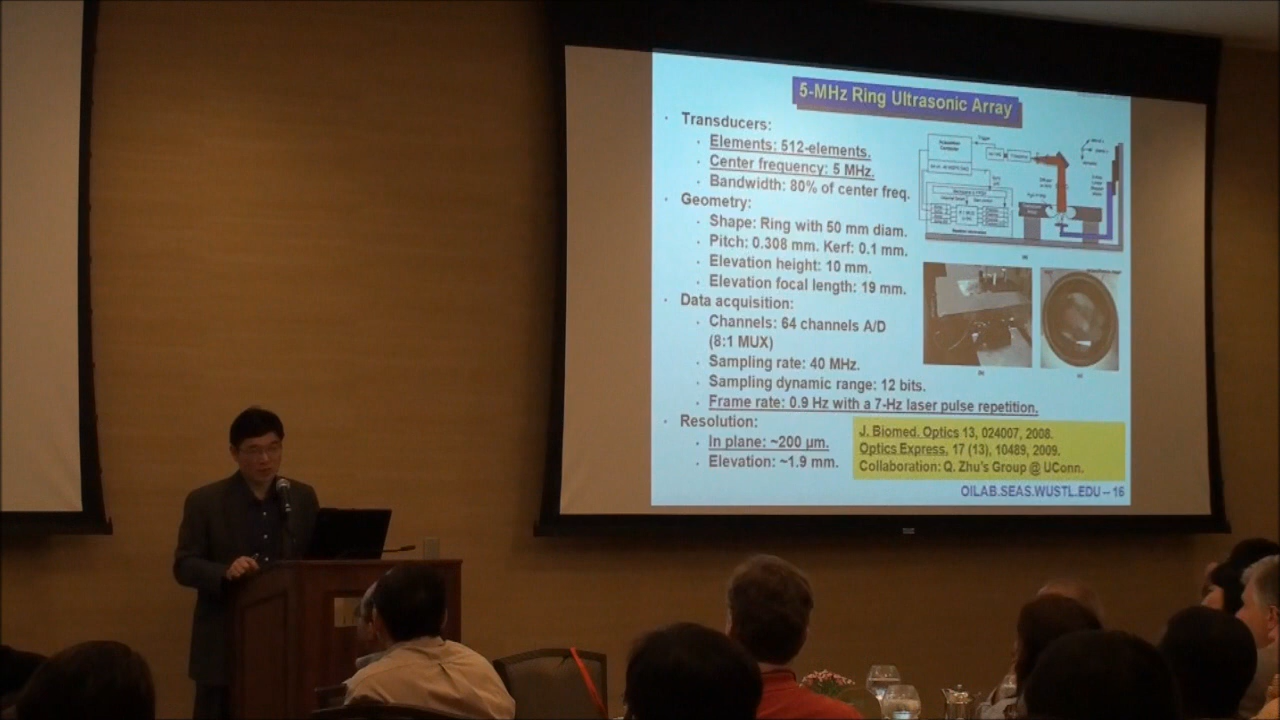 5-MHz Ring Ultrasonic Array
· Transducers:
· Elements: 512-elements.
· Center frequency: 5 MHz.
· Bandwidth: 80% of center freq.
· Geometry:
· Shape: Ring with 50 mm diam.
· Pitch: 0.308 mm. Kerf: 0.1 mm.
· Elevation height: 10 mm.
· Elevation focal length: 19 mm.
· Data acquisition:
· Channels: 64 channels A/D
(8:1 MUX)
· Sampling rate: 40 MHz.
· Sampling dynamic range: 12 bits.
· Frame rate: 0.9 Hz with a 7-Hz laser pulse repetition.
· Resolution:
· In plane: ~200 µm.
· Elevation: ~1.9 mm.
J. Biomed. Optics 13, 024007, 2008.
Optics Express, 17 (13), 10489, 2009.
Collaboration: Q. Zhu's Group @ UConn.
OILAB.SEAS.WUSTL.EDU – 16